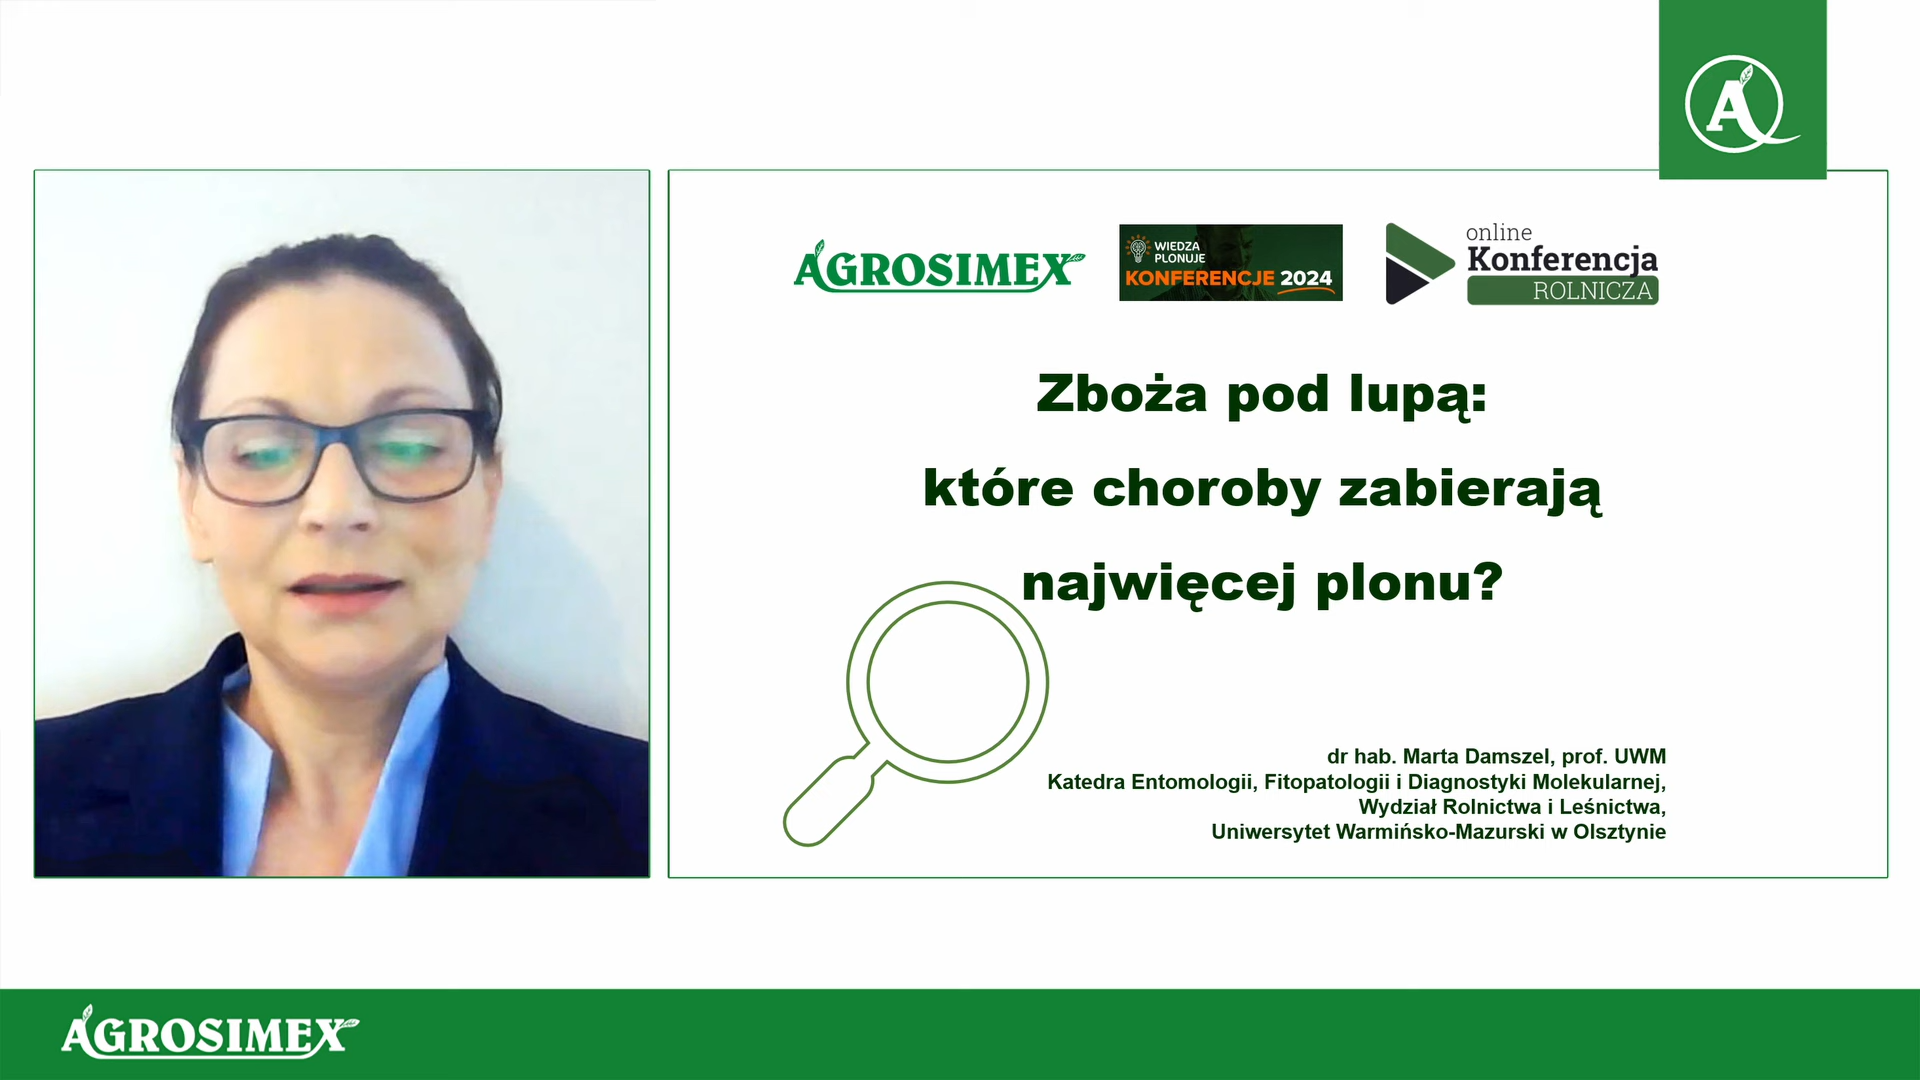 A
AGROSIMEX
WIEDZA
PLONUJE
KONFERENCJE 2024
online
Konferencja
ROLNICZA
Zboża pod lupą:
które choroby zabierają
najwięcej plonu?
dr hab. Marta Damszel, prof. UWM
Katedra Entomologii, Fitopatologii i Diagnostyki Molekularnej,
Wydział Rolnictwa i Leśnictwa,
Uniwersytet Warmińsko-Mazurski w Olsztynie
AGROSIMEX